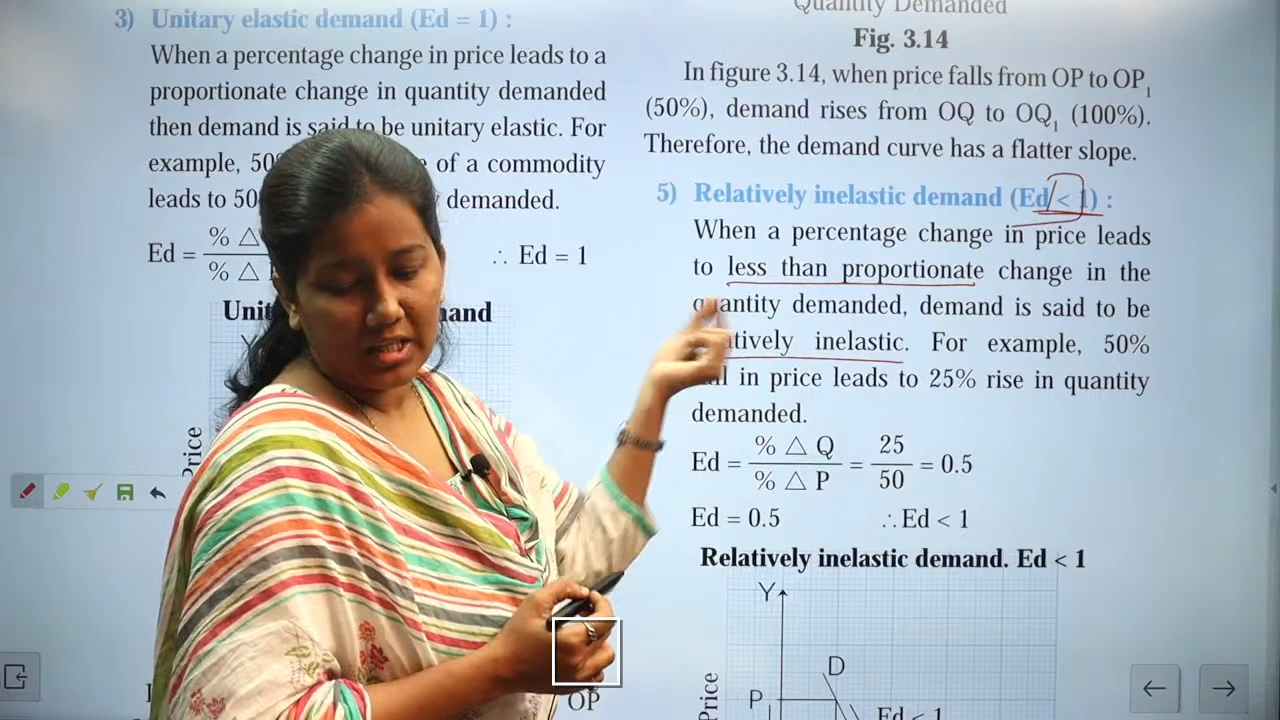 3) Unitary elastic demand (Ed = 1) :
When a percentage change in price leads to a
proportionate change in quantity demanded
then demand is said to be unitary elastic. For
example, 50 of a commodity
leads to 50 demanded.
Ed = % △
% △
∴ Ed = 1
Unit and
Y
Price
OP
Quantity Demanded
Fig. 3.14
In figure 3.14, when price falls from OP to OP₁
(50%), demand rises from OQ to OQ₁ (100%).
Therefore, the demand curve has a flatter slope.
5) Relatively inelastic demand (Ed < 1) :
When a percentage change in price leads
to less than proportionate change in the
quantity demanded, demand is said to be
atively inelastic. For example, 50%
in price leads to 25% rise in quantity
demanded.
Ed = % △ Q / % △ P = 25 / 50 = 0.5
Ed = 0.5 ∴ Ed < 1
Relatively inelastic demand. Ed < 1
Y
D
P
Price
Ed < 1